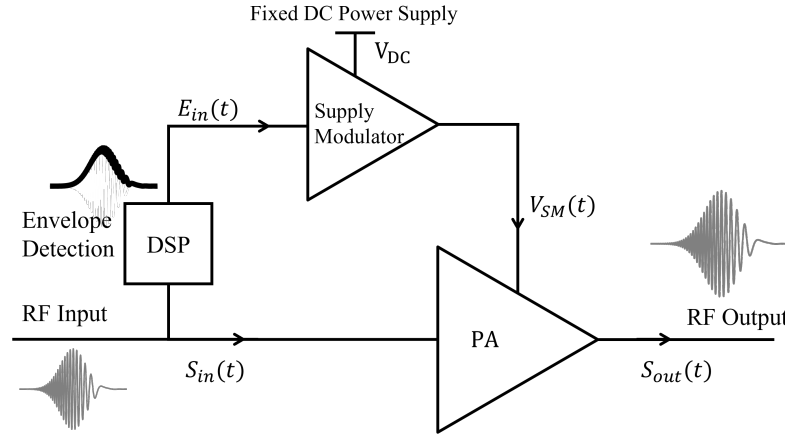 Fixed DC Power Supply
V_DC
E_in(t)
Supply
Modulator
Envelope
Detection
DSP
V_SM(t)
RF Input
PA
RF Output
S_in(t)
S_out(t)